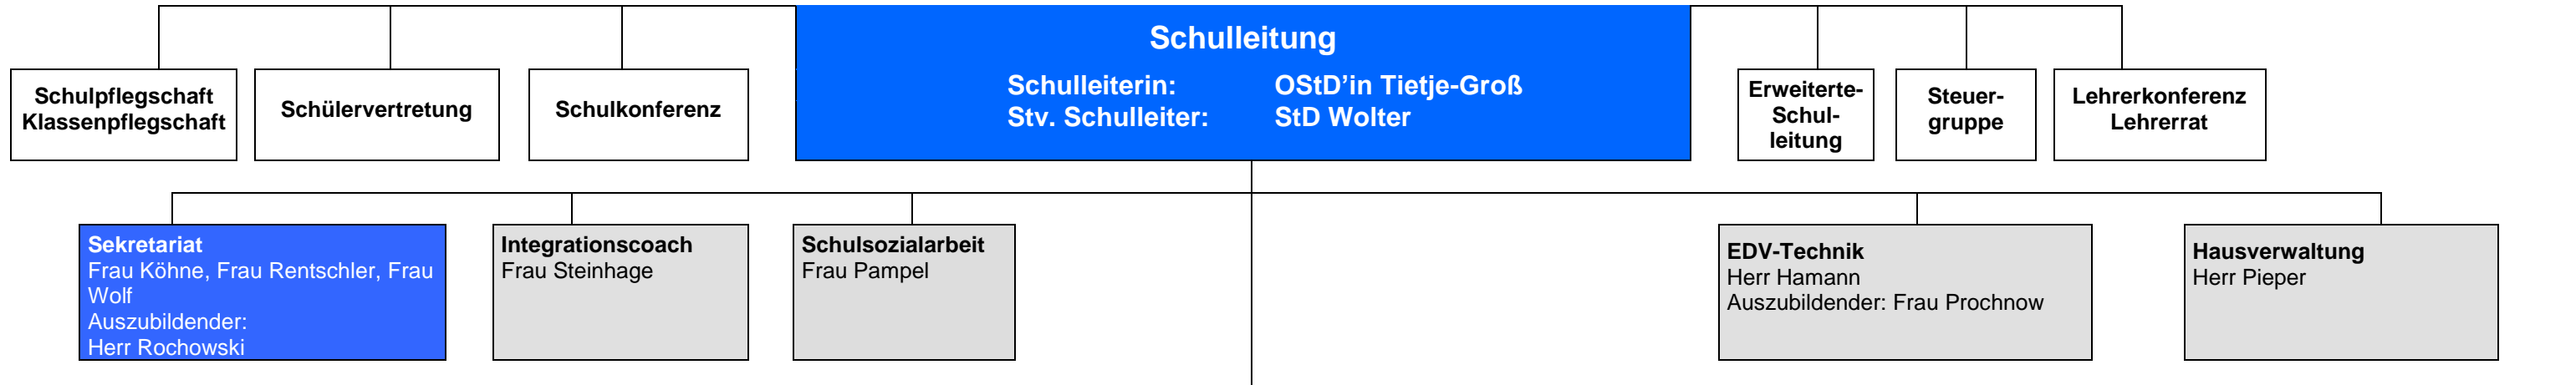 Schulleitung
Schulleiterin: OStD’in Tietje-Groß
Stv. Schulleiter: StD Wolter
Schulpflegschaft
Klassenpflegschaft
Schülervertretung
Schulkonferenz
Erweiterte-
Schul-
leitung
Steuer-
gruppe
Lehrerkonferenz
Lehrerrat
Sekretariat
Frau Köhne, Frau Rentschler, Frau
Wolf
Auszubildender:
Herr Rochowski
Integrationscoach
Frau Steinhage
Schulsozialarbeit
Frau Pampel
EDV-Technik
Herr Hamann
Auszubildender: Frau Prochnow
Hausverwaltung
Herr Pieper